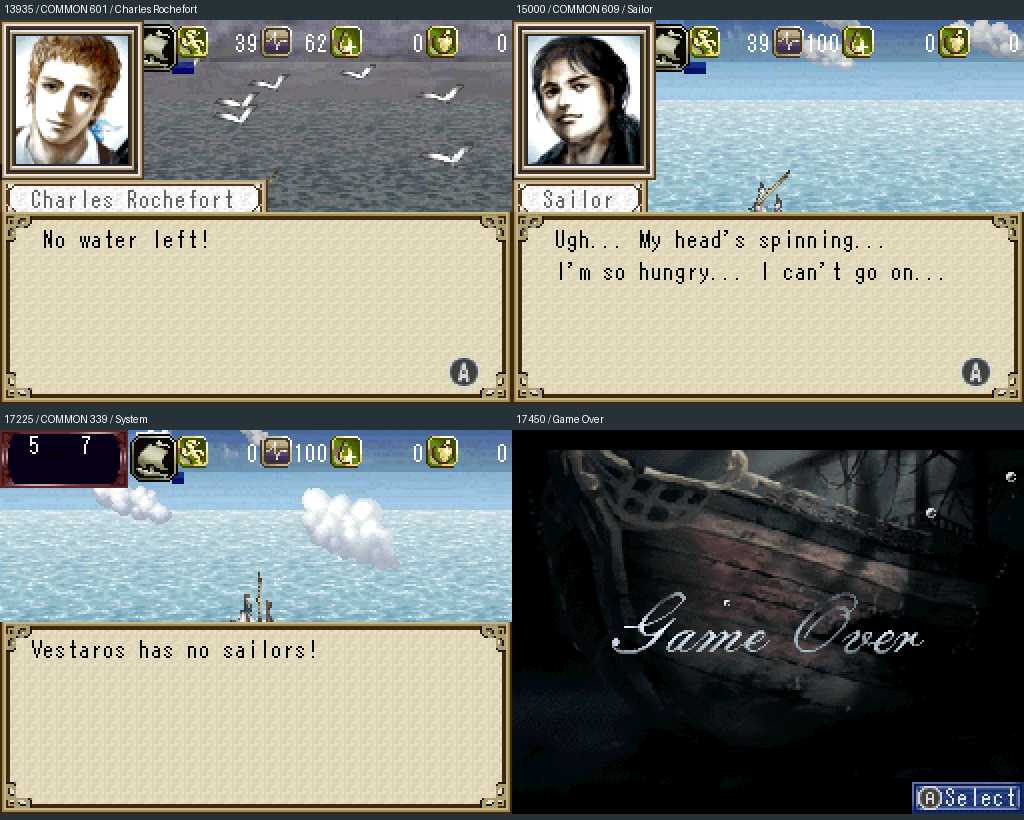 13935 / COMMON 601 / Charles Rochefort
39 62 0 0
Charles Rochefort
No water left!
A
15000 / COMMON 609 / Sailor
39 100 0 0
Sailor
Ugh... My head's spinning...
I'm so hungry... I can't go on...
A
17225 / COMMON 339 / System
5 7
0 100 0 0
Vestaros has no sailors!
17450 / Game Over
Game Over
A Select